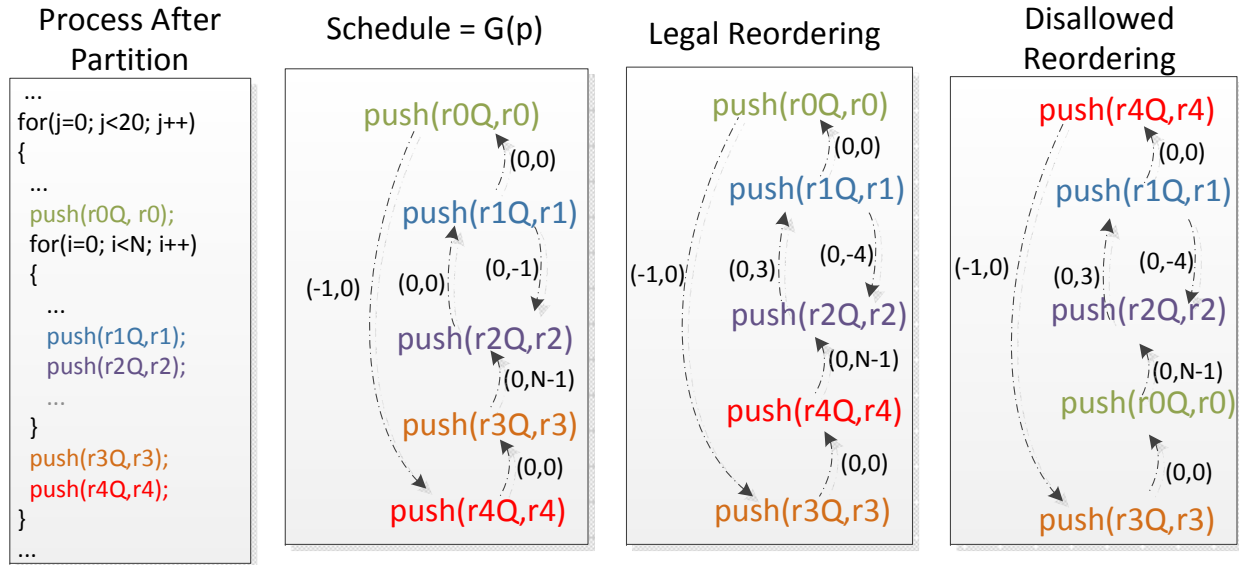 Process After
Partition
...
for(j=0; j<20; j++)
{
...
push(r0Q, r0);
for(i=0; i<N; i++)
{
...
push(r1Q,r1);
push(r2Q,r2);
...
}
push(r3Q,r3);
push(r4Q,r4);
}
...
Schedule = G(p)
push(r0Q,r0)
(0,0)
push(r1Q,r1)
(-1,0)
(0,0)
(0,-1)
push(r2Q,r2)
(0,N-1)
push(r3Q,r3)
(0,0)
push(r4Q,r4)
Legal Reordering
push(r0Q,r0)
(0,0)
push(r1Q,r1)
(-1,0)
(0,3)
(0,-4)
push(r2Q,r2)
(0,N-1)
push(r4Q,r4)
(0,0)
push(r3Q,r3)
Disallowed
Reordering
push(r4Q,r4)
(0,0)
push(r1Q,r1)
(-1,0)
(0,3)
(0,-4)
push(r2Q,r2)
(0,N-1)
push(r0Q,r0)
(0,0)
push(r3Q,r3)